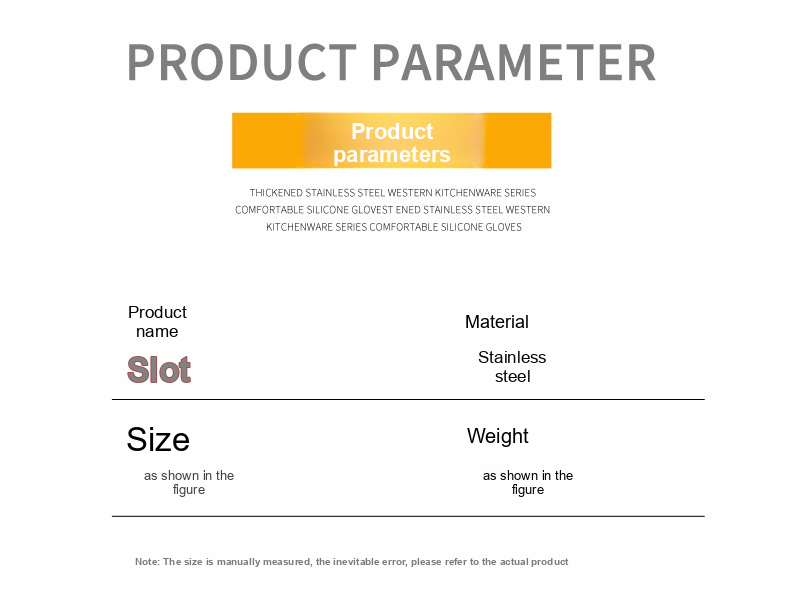 PRODUCT PARAMETER
Product
parameters
THICKENED STAINLESS STEEL WESTERN KITCHENWARE SERIES
COMFORTABLE SILICONE GLOVEST ENED STAINLESS STEEL WESTERN
KITCHENWARE SERIES COMFORTABLE SILICONE GLOVES
Product
name
Slot
Material
Stainless
steel
Size
as shown in the
figure
Weight
as shown in the
figure
Note: The size is manually measured, the inevitable error, please refer to the actual product